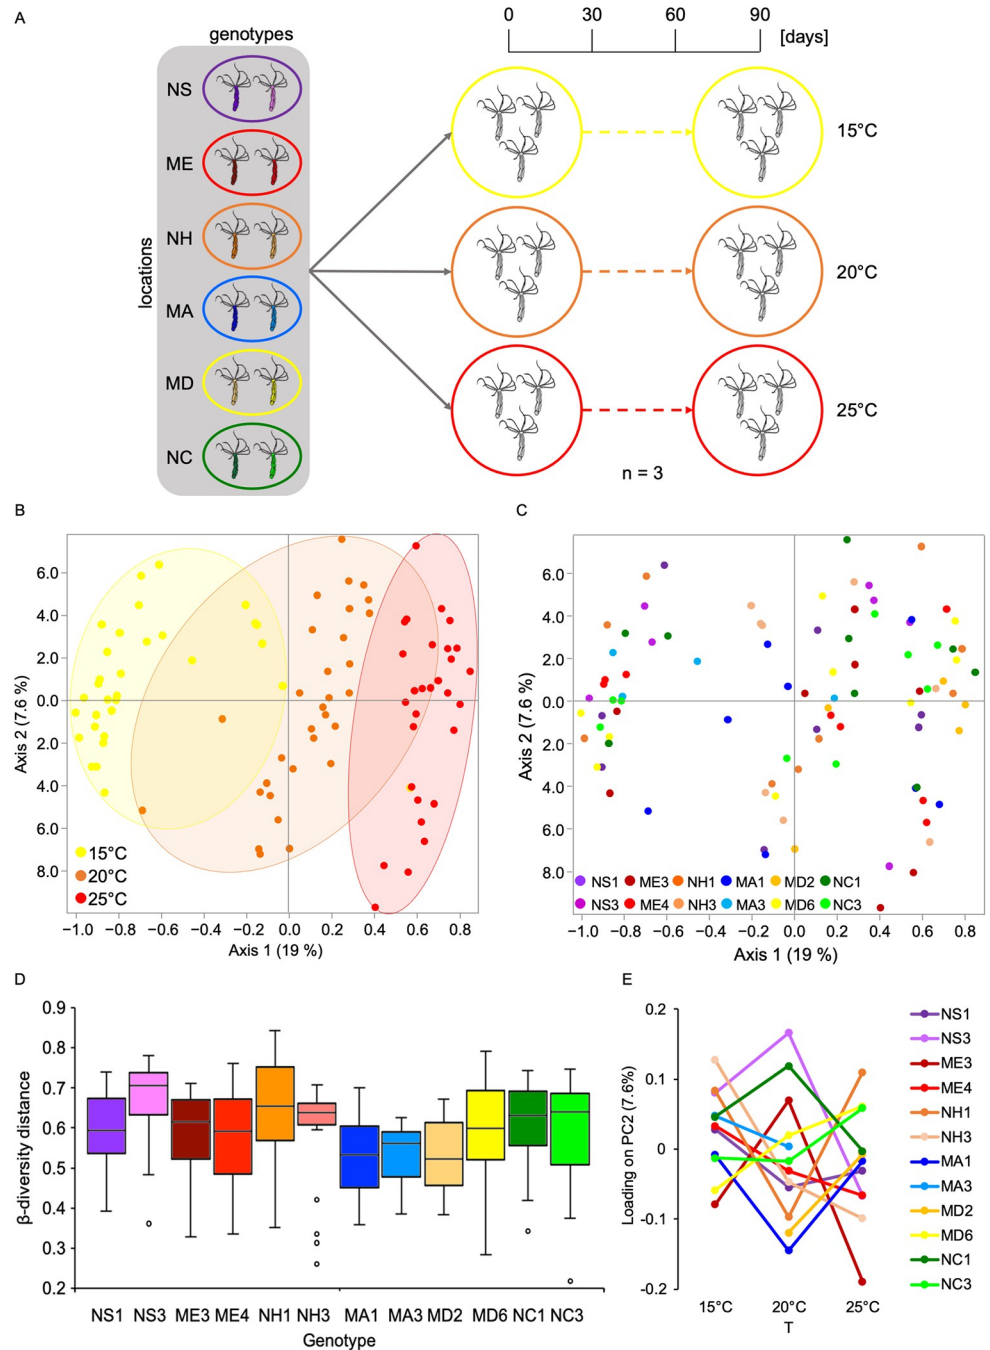 A
genotypes
0 30 60 90
[days]
locations
NS
ME
NH
MA
MD
NC
15°C
20°C
25°C
n = 3
B
Axis 2 (7.6 %)
6.0
4.0
2.0
0.0
2.0
4.0
6.0
8.0
15°C
20°C
25°C
−1.0 −0.8 −0.6 −0.4 −0.2 0.0 0.2 0.4 0.6 0.8
Axis 1 (19 %)
C
Axis 2 (7.6 %)
6.0
4.0
2.0
0.0
2.0
4.0
6.0
8.0
NS1 ME3 NH1 MA1 MD2 NC1
NS3 ME4 NH3 MA3 MD6 NC3
−1.0 −0.8 −0.6 −0.4 −0.2 0.0 0.2 0.4 0.6 0.8
Axis 1 (19 %)
D
β-diversity distance
0.9
0.8
0.7
0.6
0.5
0.4
0.3
0.2
NS1 NS3 ME3 ME4 NH1 NH3 MA1 MA3 MD2 MD6 NC1 NC3
Genotype
E
Loading on PC2 (7.6%)
0.2
0.1
0
-0.1
-0.2
15°C 20°C 25°C
T
NS1
NS3
ME3
ME4
NH1
NH3
MA1
MA3
MD2
MD6
NC1
NC3